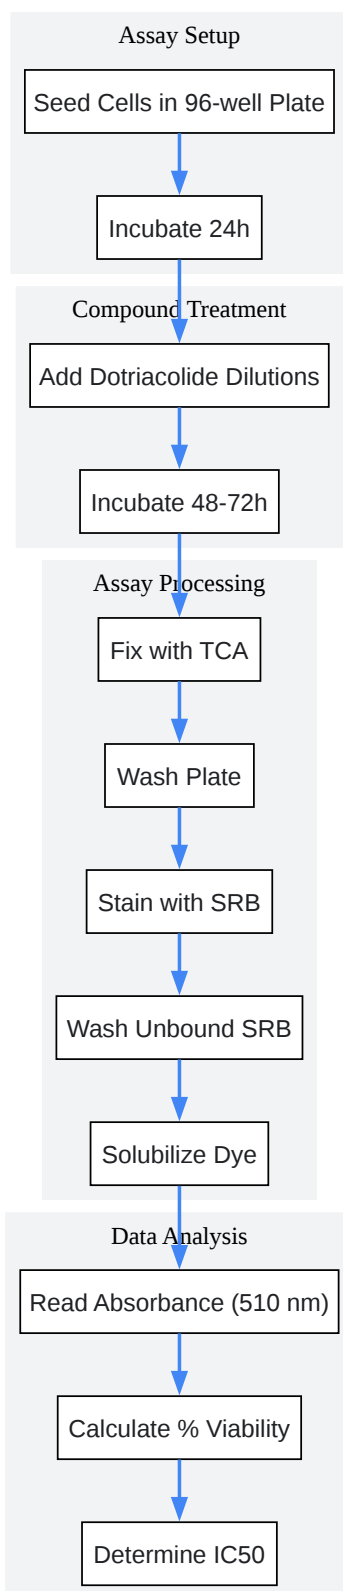 Assay Setup
Seed Cells in 96-well Plate
Incubate 24h
Compound Treatment
Add Dotriacolide Dilutions
Incubate 48-72h
Assay Processing
Fix with TCA
Wash Plate
Stain with SRB
Wash Unbound SRB
Solubilize Dye
Data Analysis
Read Absorbance (510 nm)
Calculate % Viability
Determine IC50